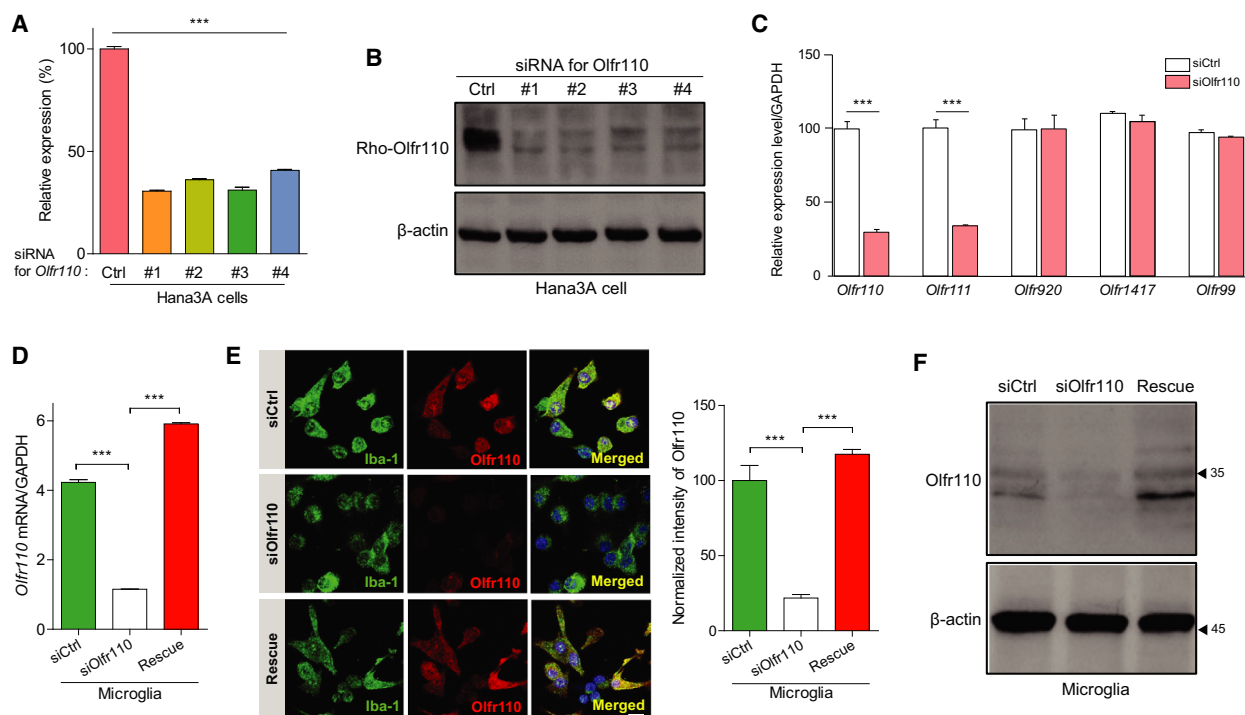 A
***
100
50
0
Relative expression (%)
siRNA
for Olfr110 :
Ctrl #1 #2 #3 #4
Hana3A cells
B
siRNA for Olfr110
Ctrl #1 #2 #3 #4
Rho-Olfr110
β-actin
Hana3A cell
C
siCtrl
siOlfr110
150
100
50
0
Relative expression level/GAPDH
*** ***
Olfr110 Olfr111 Olfr920 Olfr1417 Olfr99
D
6
4
2
0
Olfr110 mRNA/GAPDH
***
***
siCtrl siOlfr110 Rescue
Microglia
E
siCtrl
Iba-1 Olfr110 Merged
siOlfr110
Iba-1 Olfr110 Merged
Rescue
Iba-1 Olfr110 Merged
150
100
50
0
Normalized intensity of Olfr110
*** ***
siCtrl siOlfr110 Rescue
Microglia
F
siCtrl siOlfr110 Rescue
Olfr110
35
β-actin
45
Microglia